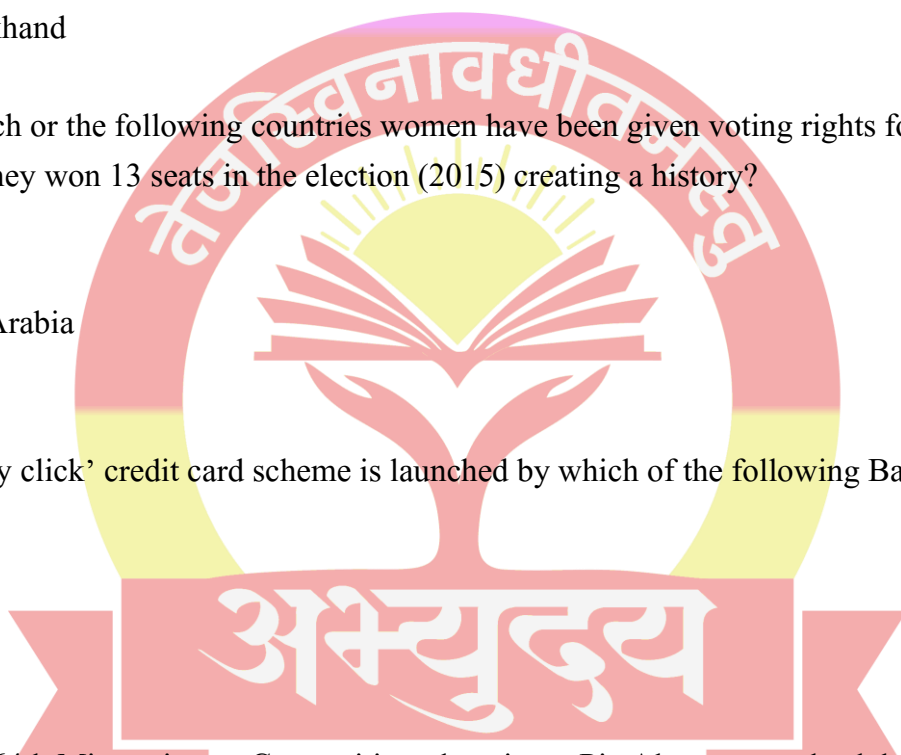 hand
ch or the following countries women have been given voting rights fo
ney won 13 seats in the election (2015) creating a history?
तेजस्विनावधीतमस्तु
Arabia
y click’ credit card scheme is launched by which of the following Ba
अभ्युदय